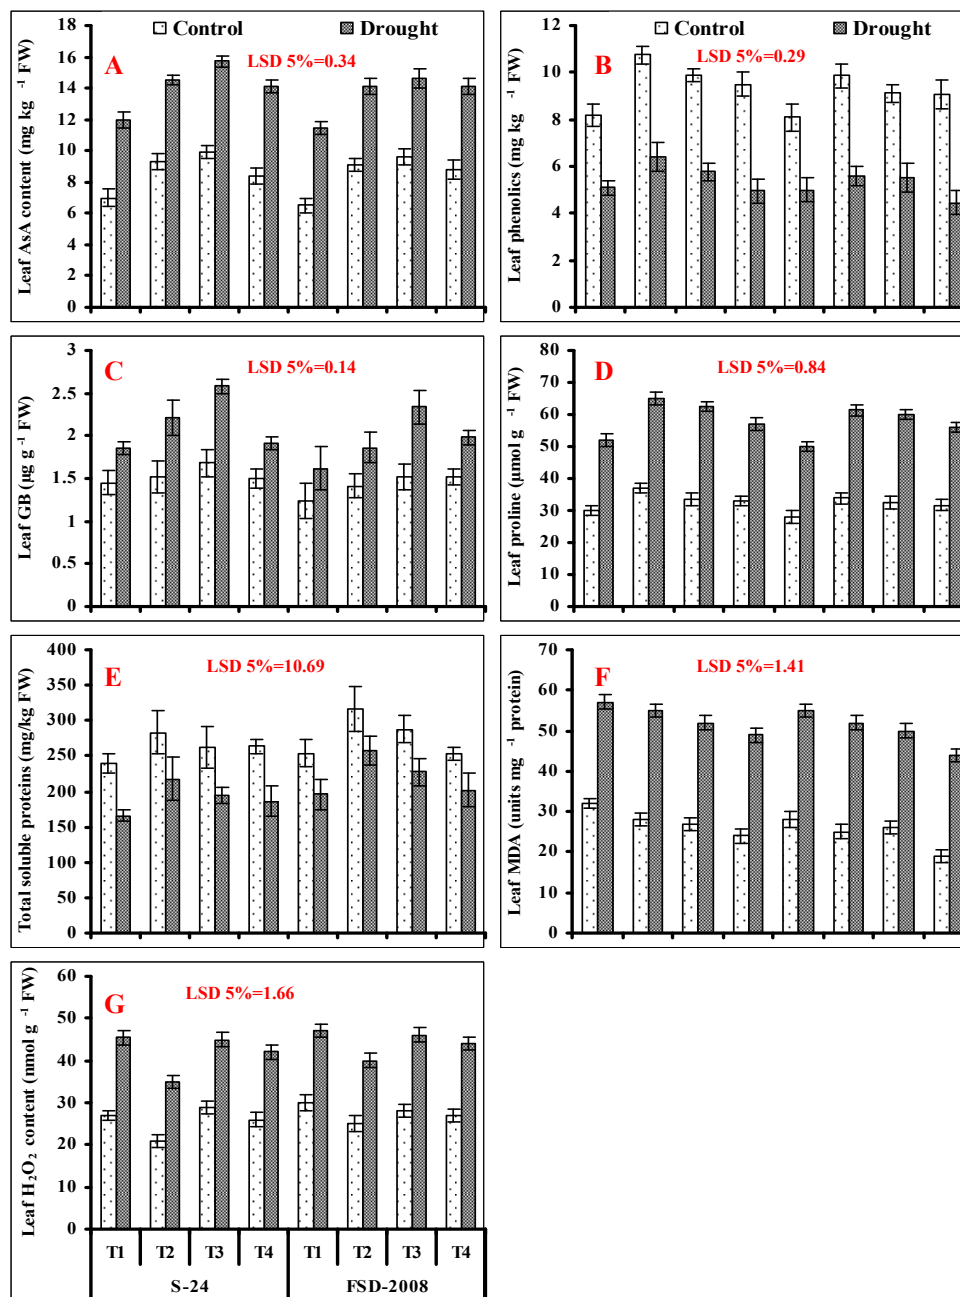 Control Drought
A
LSD 5%=0.34
Leaf AsA content (mg kg -1 FW)
18
16
14
12
10
8
6
4
2
0
Control Drought
B
LSD 5%=0.29
Leaf phenolics (mg kg -1 FW)
12
10
8
6
4
2
0
C
LSD 5%=0.14
Leaf GB (µg g -1 FW)
3
2.5
2
1.5
1
0.5
0
D
LSD 5%=0.84
Leaf proline (µmol g -1 FW)
80
70
60
50
40
30
20
10
0
E
LSD 5%=10.69
Total soluble proteins (mg/kg FW)
400
350
300
250
200
150
100
50
0
F
LSD 5%=1.41
Leaf MDA (units mg -1 protein)
70
60
50
40
30
20
10
0
G
LSD 5%=1.66
Leaf H2O2 content (nmol g -1 FW)
60
50
40
30
20
10
0
T1 T2 T3 T4 T1 T2 T3 T4
S-24 FSD-2008